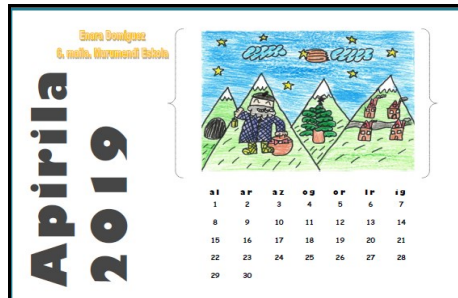 Enara Domiguez
6. maila. Murumendi Eskola
Apirila
2019
al ar az og or lr ig
1 2 3 4 5 6 7
8 9 10 11 12 13 14
15 16 17 18 19 20 21
22 23 24 25 26 27 28
29 30